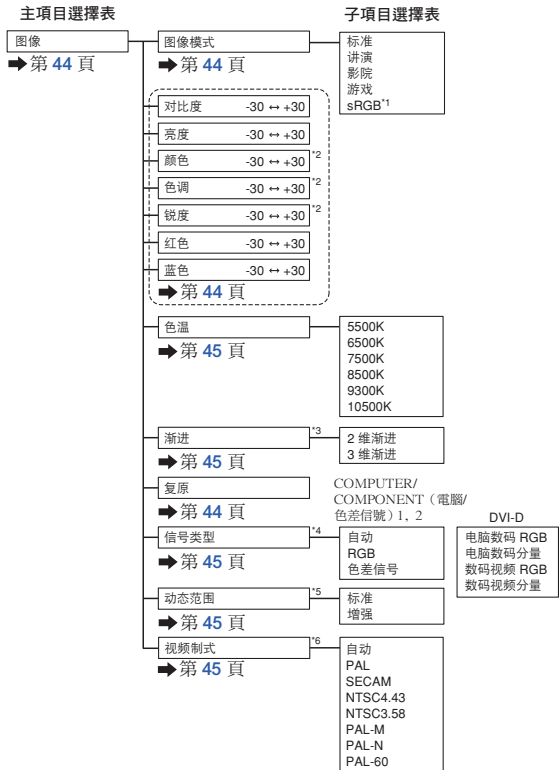 主項目選擇表
子項目選擇表
图像
➡第 44 頁
图像模式
➡第 44 頁
标准
讲演
影院
游戏
sRGB*1
对比度 -30 ↔ +30
亮度 -30 ↔ +30
颜色 -30 ↔ +30 *2
色调 -30 ↔ +30 *2
锐度 -30 ↔ +30 *2
红色 -30 ↔ +30
蓝色 -30 ↔ +30
➡第 44 頁
色温
➡第 45 頁
5500K
6500K
7500K
8500K
9300K
10500K
渐进 *3
➡第 45 頁
2 维渐进
3 维渐进
复原
➡第 44 頁
COMPUTER/
COMPONENT（電腦/
色差信號）1, 2
DVI-D
信号类型 *4
➡第 45 頁
自动
RGB
色差信号
电脑数码 RGB
电脑数码分量
数码视频 RGB
数码视频分量
动态范围 *5
➡第 45 頁
标准
增强
视频制式 *6
➡第 45 頁
自动
PAL
SECAM
NTSC4.43
NTSC3.58
PAL-M
PAL-N
PAL-60